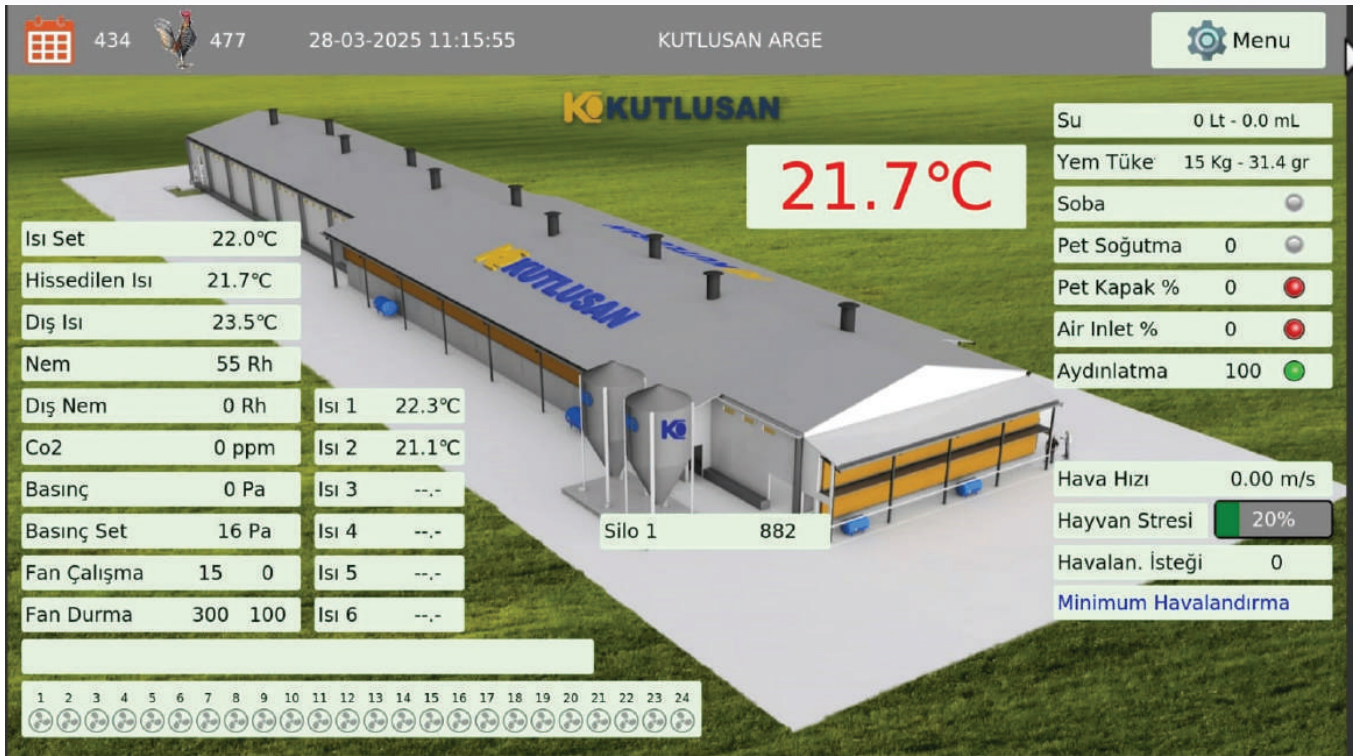 434 477 28-03-2025 11:15:55 KUTLUSAN ARGE Menu
KUTLUSAN
21.7°C
Su 0 Lt - 0.0 mL
Yem Tüke 15 Kg - 31.4 gr
Soba
Pet Soğutma 0
Pet Kapak % 0
Air Inlet % 0
Aydınlatma 100
Isı Set 22.0°C
Hissedilen Isı 21.7°C
Dış Isı 23.5°C
Nem 55 Rh
Dış Nem 0 Rh
Co2 0 ppm
Basınç 0 Pa
Basınç Set 16 Pa
Fan Çalışma 15 0
Fan Durma 300 100
Isı 1 22.3°C
Isı 2 21.1°C
Isı 3 --.-
Isı 4 --.-
Isı 5 --.-
Isı 6 --.-
KUTLUSAN
KUTLUSAN
Silo 1 882
Hava Hızı 0.00 m/s
Hayvan Stresi 20%
Havalan. İsteği 0
Minimum Havalandırma
1 2 3 4 5 6 7 8 9 10 11 12 13 14 15 16 17 18 19 20 21 22 23 24